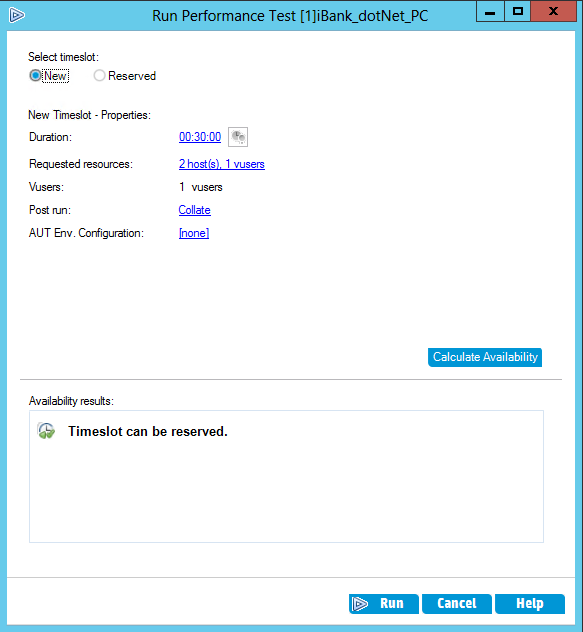 Run Performance Test [1]iBank_dotNet_PC
Select timeslot:
New Reserved
New Timeslot - Properties:
Duration: 00:30:00
Requested resources: 2 host(s), 1 vusers
Vusers: 1 vusers
Post run: Collate
AUT Env. Configuration: [none]
Calculate Availability
Availability results:
Timeslot can be reserved.
Run Cancel Help